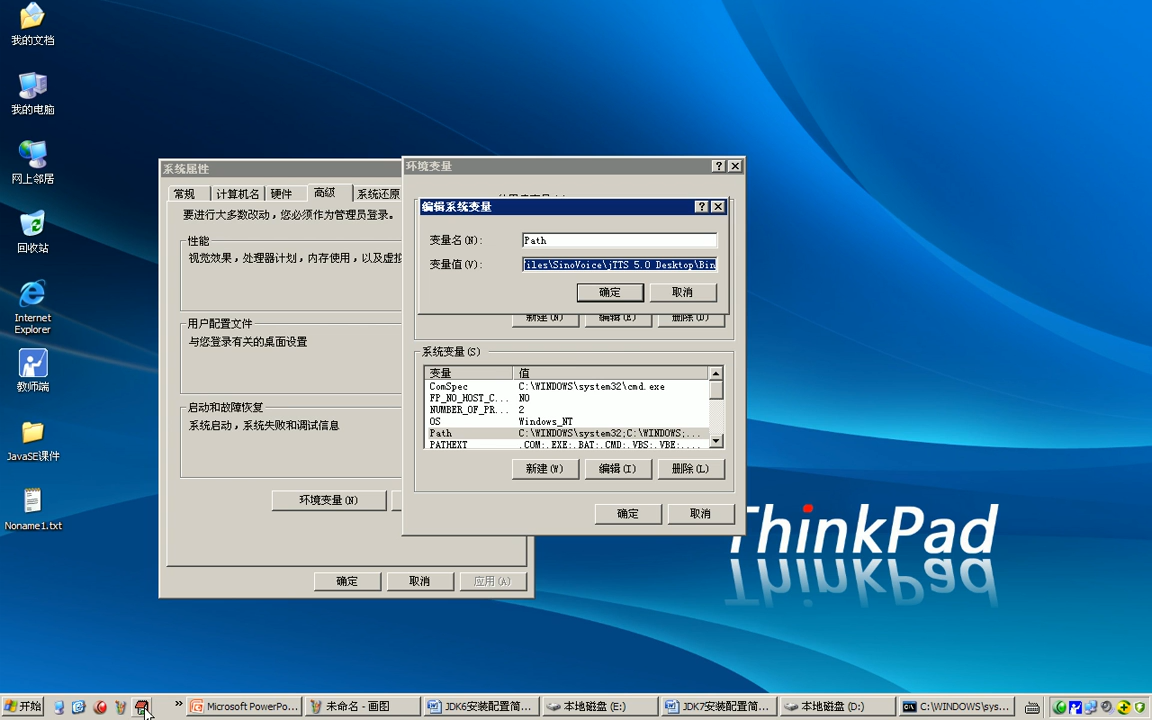 我的文档
我的电脑
网上邻居
回收站
Internet
Explorer
教师端
JavaSE课件
Noname1.txt
系统属性
常规
计算机名
硬件
高级
系统还原
要进行大多数改动，您必须作为管理员登录。
性能
视觉效果，处理器计划，内存使用，以及虚拟
用户配置文件
与您登录有关的桌面设置
启动和故障恢复
系统启动，系统失败和调试信息
环境变量(N)
确定
取消
应用(A)
环境变量
编辑系统变量
变量名(N):
Path
变量值(V):
iles\SinoVoice\jTTS 5.0 Desktop\Bin
确定
取消
新建(N)
编辑(E)
删除(D)
系统变量(S)
变量 值
ComSpec C:\WINDOWS\system32\cmd.exe
FP_NO_HOST_C... NO
NUMBER_OF_PR... 2
OS Windows_NT
Path C:\WINDOWS\system32;C:\WINDOWS;...
PATHEXT .COM;.EXE;.BAT;.CMD;.VBS;.VBE;....
新建(W)
编辑(I)
删除(L)
确定
取消
ThinkPad
开始
Microsoft PowerPo...
未命名 - 画图
JDK6安装配置简...
本地磁盘 (E:)
JDK7安装配置简...
本地磁盘 (D:)
C:\WINDOWS\sys...